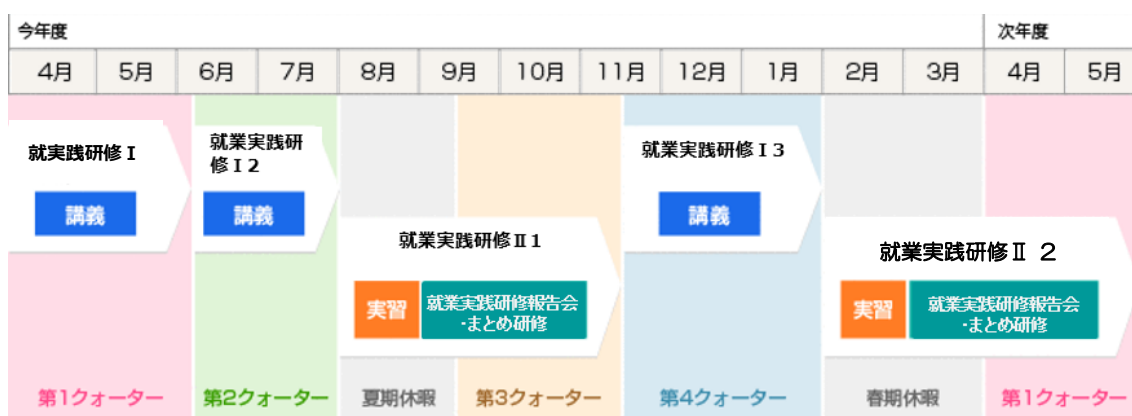 今年度
次年度
4月
5月
6月
7月
8月
9月
10月
11月
12月
1月
2月
3月
4月
5月
就実践研修Ⅰ
講義
就業実践研
修Ⅰ2
講義
就業実践研修Ⅰ3
講義
就業実践研修Ⅱ1
実習
就業実践研修報告会
・まとめ研修
就業実践研修Ⅱ 2
実習
就業実践研修報告会
・まとめ研修
第1クォーター
第2クォーター
夏期休暇
第3クォーター
第4クォーター
春期休暇
第1クォーター